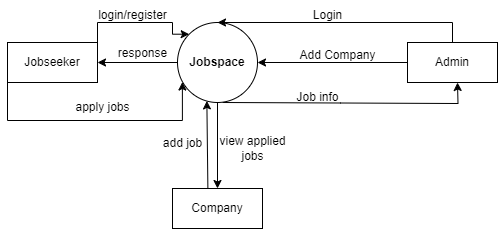 login/register
Login
Jobseeker
response
Jobspace
Add Company
Admin
apply jobs
Job info
add job
view applied
jobs
Company